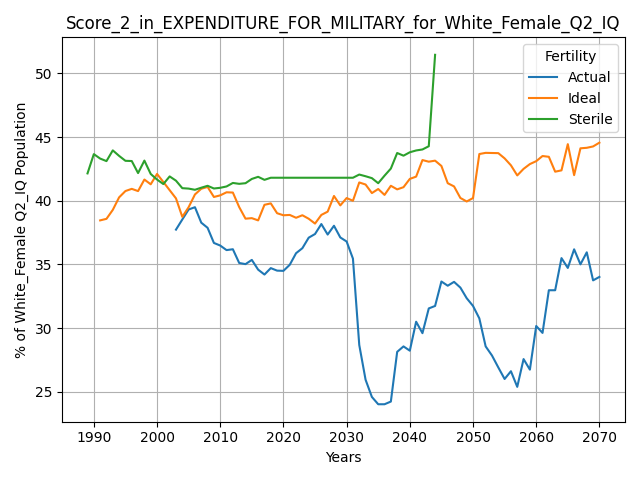 Score_2_in_EXPENDITURE_FOR_MILITARY_for_White_Female_Q2_IQ
Fertility
Actual
Ideal
Sterile
% of White_Female Q2_IQ Population
50
45
40
35
30
25
1990 2000 2010 2020 2030 2040 2050 2060 2070
Years